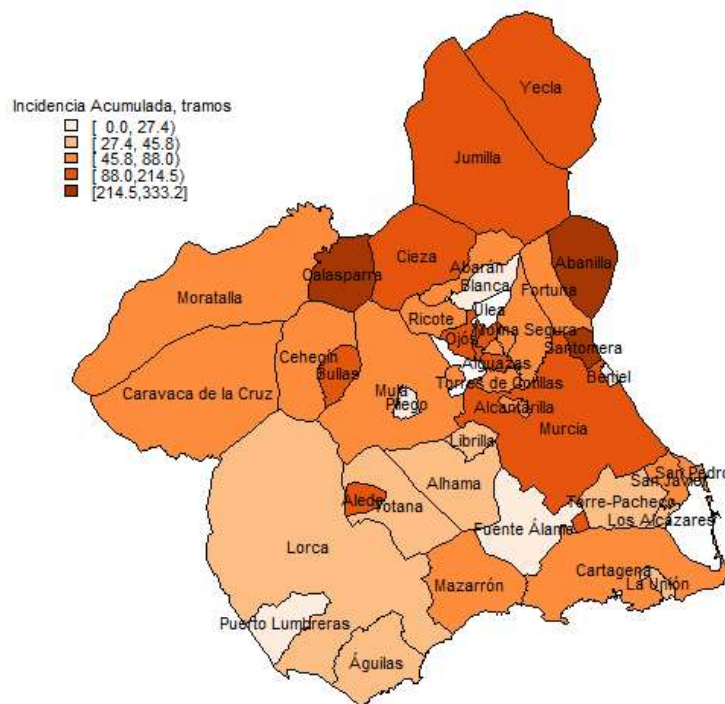 Incidencia Acumulada, tramos
[ 0.0, 27.4)
[ 27.4, 45.8)
[ 45.8, 88.0)
[ 88.0,214.5)
[214.5,333.2]
Yecla
Jumilla
Cieza
Calasparra
Abarán
Blanca
Abanilla
Fortuna
Moratalla
Ulea
Ricote
Ojós
Molina Segura
Santomera
Cehegín
Bullas
Alguazas
Beniel
Caravaca de la Cruz
Mula
Pliego
Torres de Cotillas
Alcantarilla
Murcia
Librilla
San Pedro
San Javier
Alhama
Aledo
Totana
Torre-Pacheco
Fuente Álamo
Los Alcázares
Lorca
Cartagena
La Unión
Mazarrón
Puerto Lumbreras
Águilas